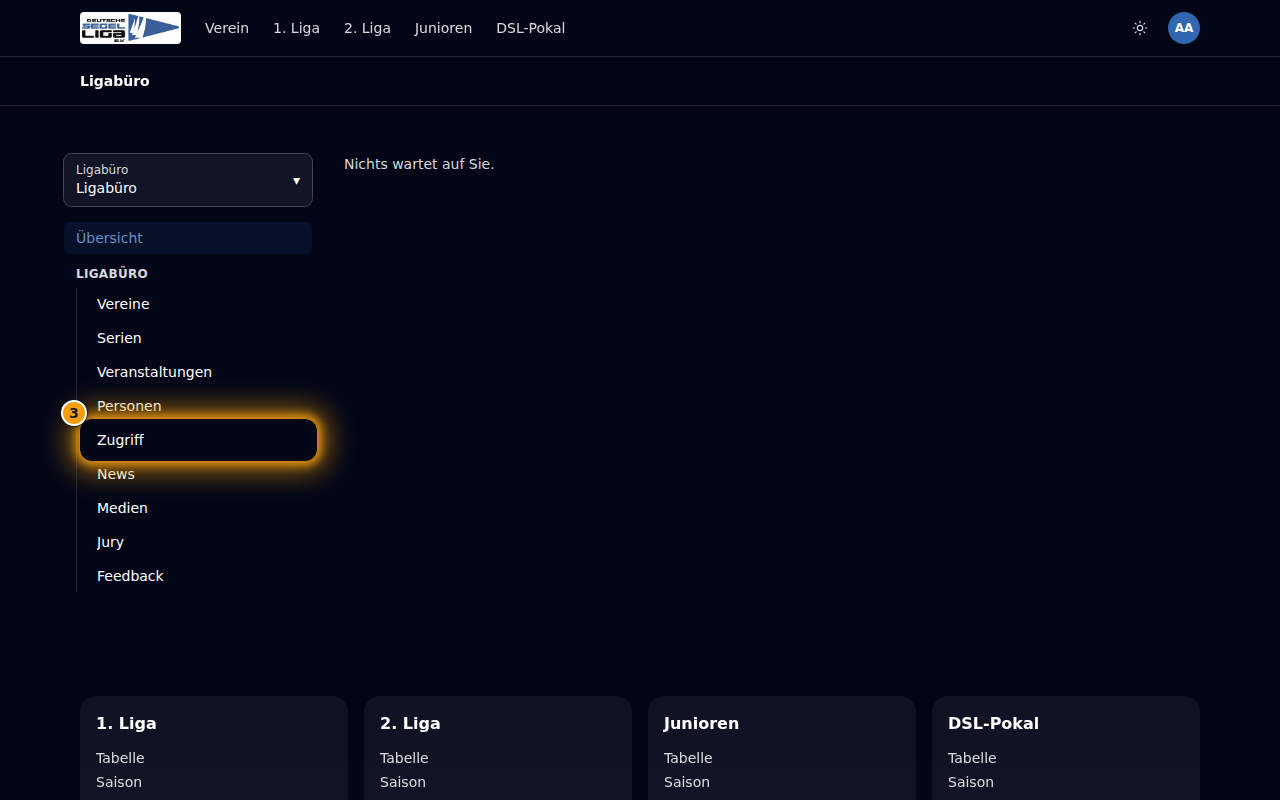 DEUTSCHE
SEGEL
LIGA
e.V.
Verein
1. Liga
2. Liga
Junioren
DSL-Pokal
AA
Ligabüro
Ligabüro
Ligabüro
▼
Nichts wartet auf Sie.
Übersicht
LIGABÜRO
Vereine
Serien
Veranstaltungen
Personen
3
Zugriff
News
Medien
Jury
Feedback
1. Liga
Tabelle
Saison
2. Liga
Tabelle
Saison
Junioren
Tabelle
Saison
DSL-Pokal
Tabelle
Saison